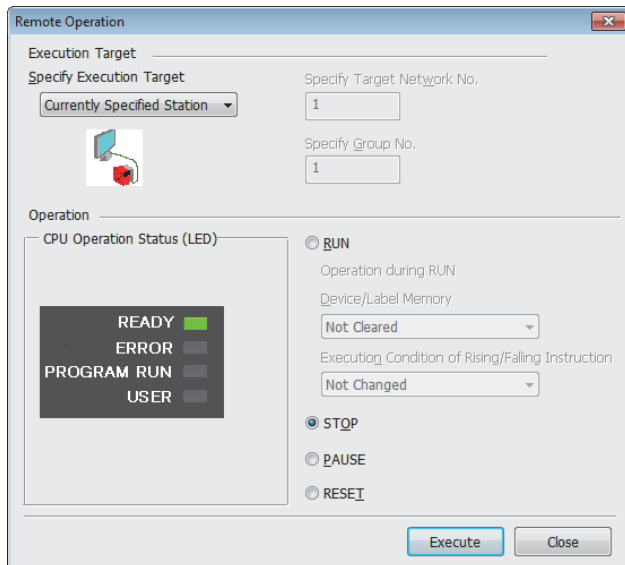 Remote Operation
Execution Target
Specify Execution Target
Currently Specified Station
Specify Target Network No.
1
Specify Group No.
1
Operation
CPU Operation Status (LED)
READY
ERROR
PROGRAM RUN
USER
RUN
Operation during RUN
Device/Label Memory
Not Cleared
Execution Condition of Rising/Falling Instruction
Not Changed
STOP
PAUSE
RESET
Execute
Close